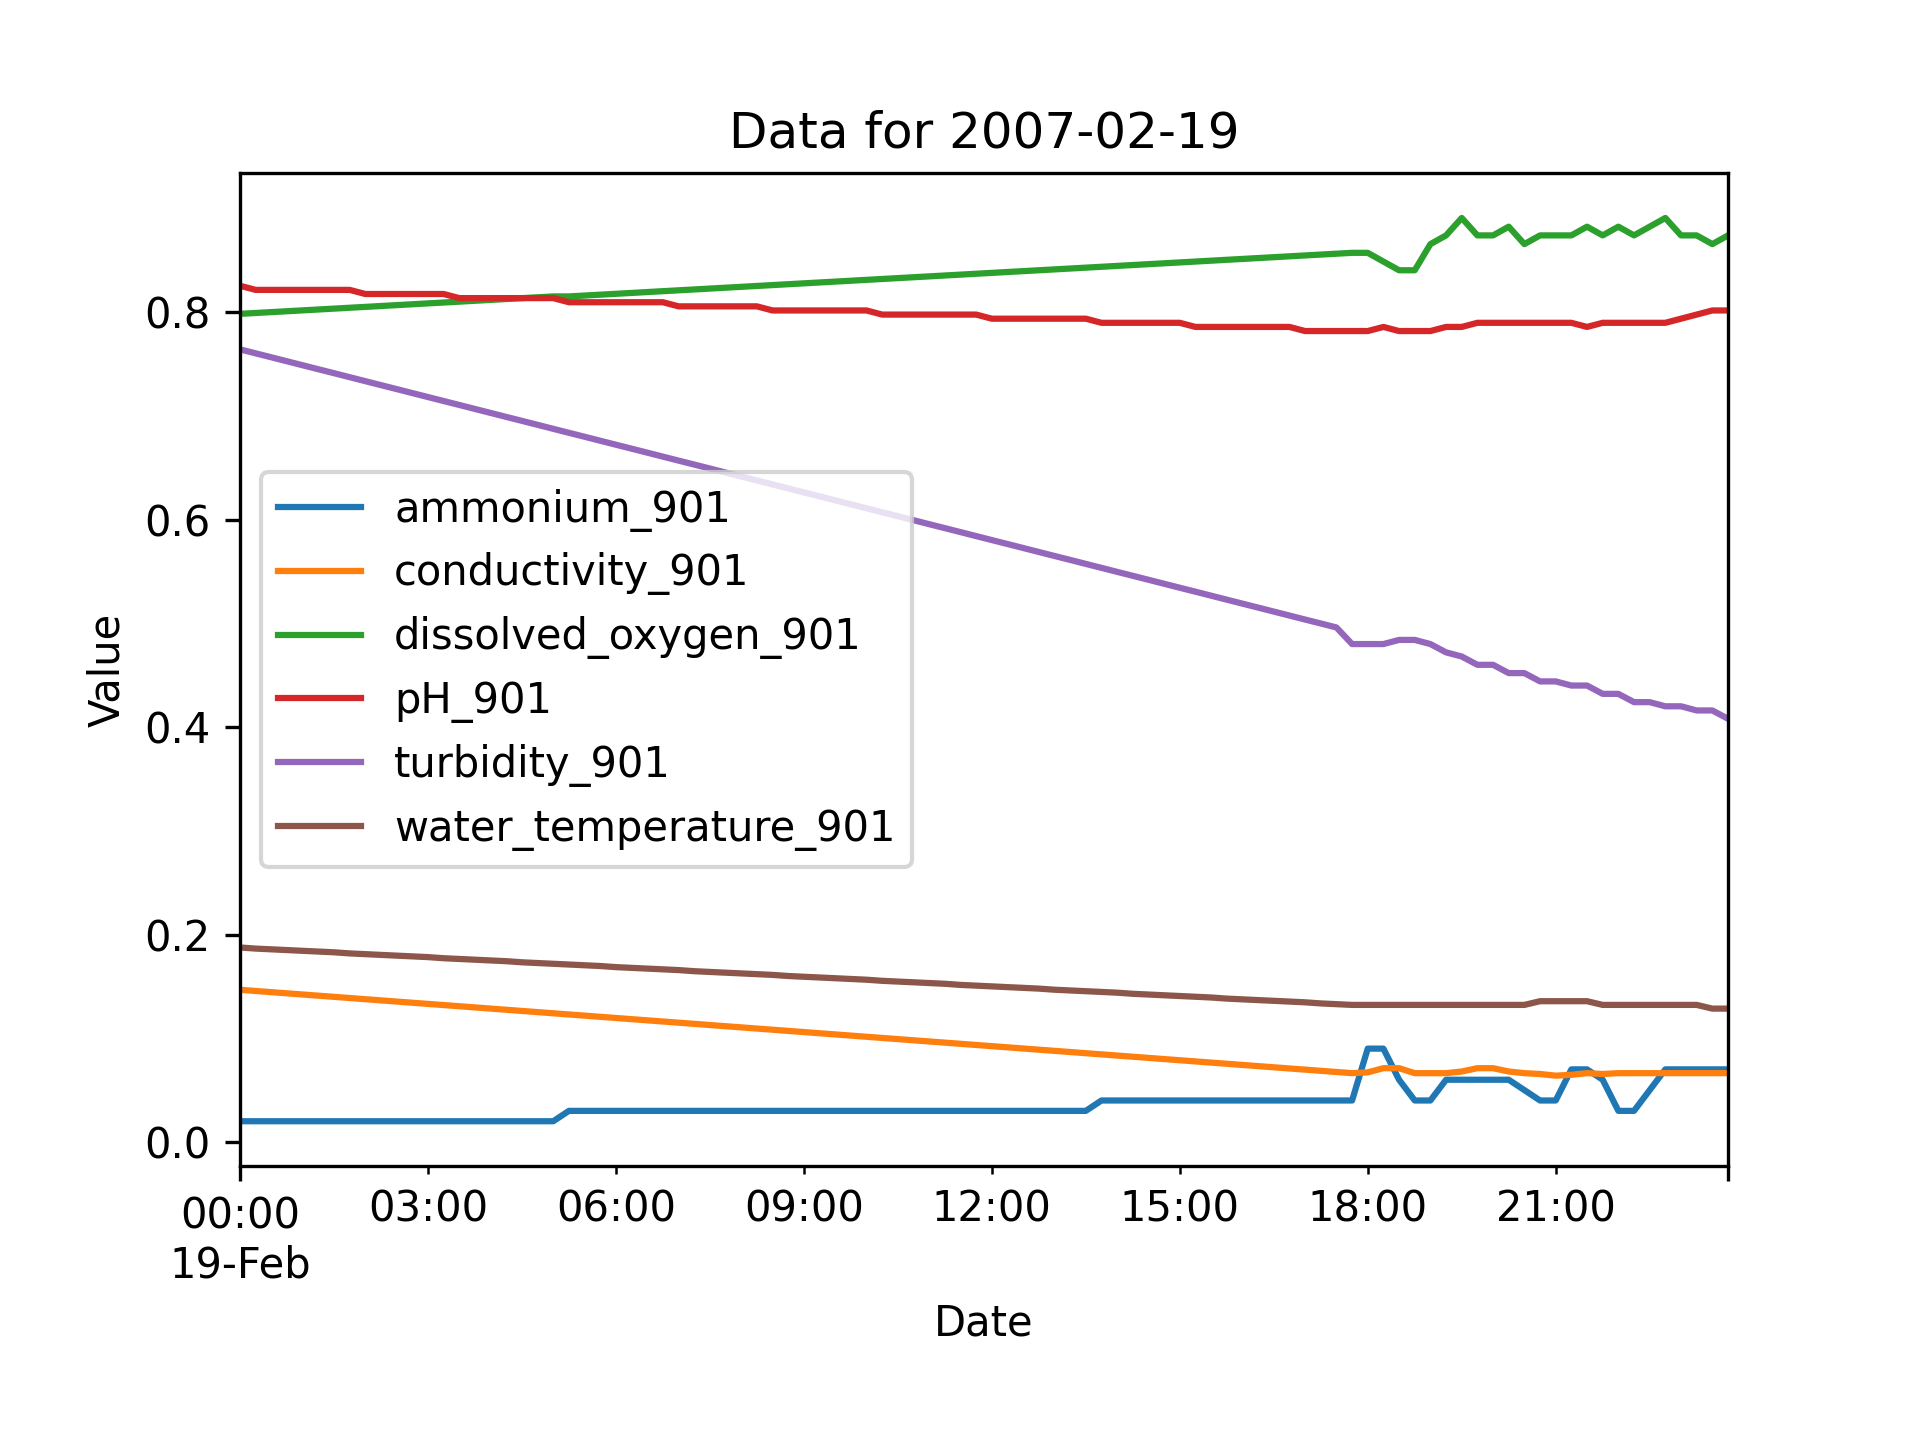 Data for 2007-02-19
Value
0.8
0.6
0.4
0.2
0.0
ammonium_901
conductivity_901
dissolved_oxygen_901
pH_901
turbidity_901
water_temperature_901
00:00 03:00 06:00 09:00 12:00 15:00 18:00 21:00
19-Feb
Date